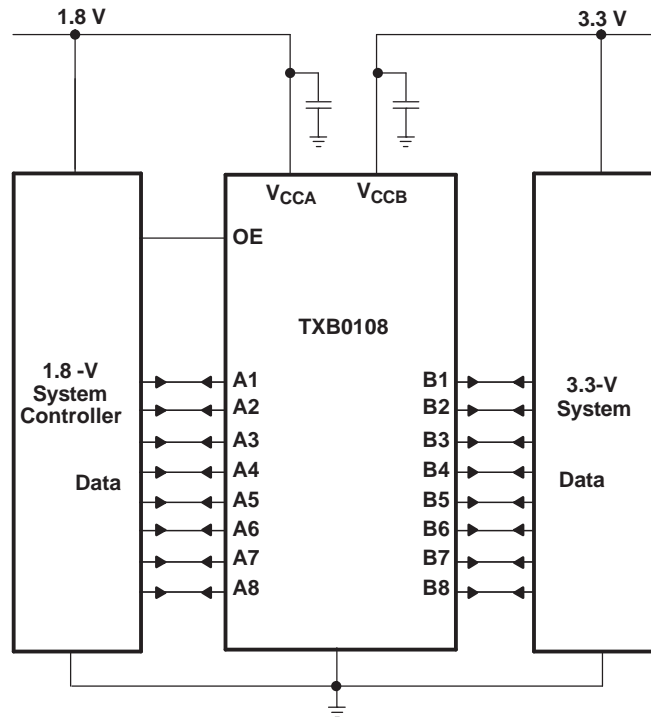 1.8 V
3.3 V
VCCA
VCCB
OE
TXB0108
1.8 -V
System
Controller
Data
A1
A2
A3
A4
A5
A6
A7
A8
B1
B2
B3
B4
B5
B6
B7
B8
3.3-V
System
Data